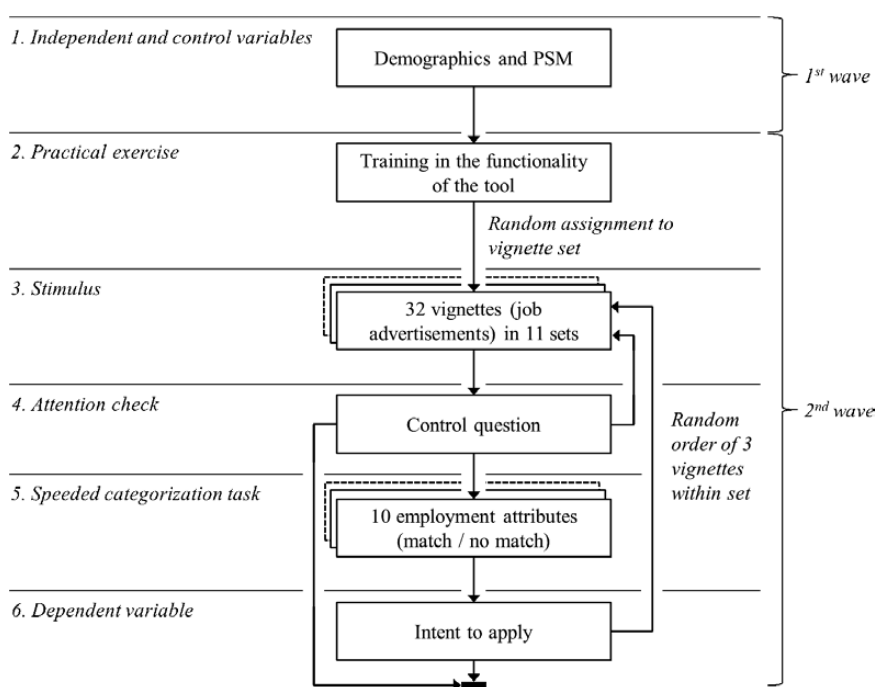 1. Independent and control variables
Demographics and PSM
1st wave
2. Practical exercise
Training in the functionality
of the tool
Random assignment to
vignette set
3. Stimulus
32 vignettes (job
advertisements) in 11 sets
4. Attention check
Control question
Random
order of 3
vignettes
within set
2nd wave
5. Speeded categorization task
10 employment attributes
(match / no match)
6. Dependent variable
Intent to apply